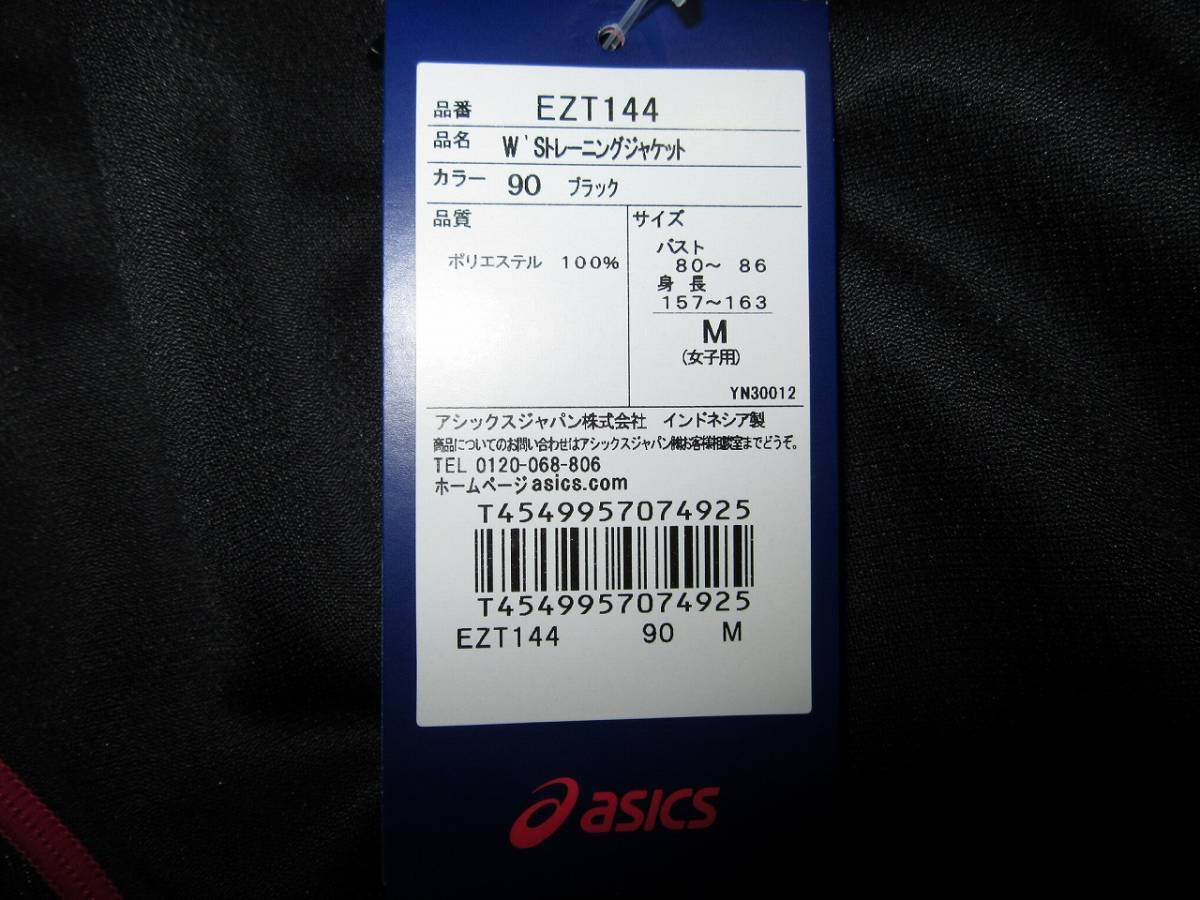 品番 EZT144
品名 W'Sトレーニングジャケット
カラー 90 ブラック
品質
ポリエステル 100%
サイズ
バスト
80～ 86
身 長
157～163
M
(女子用)
YN30012
アシックスジャパン株式会社 インドネシア製
商品についてのお問い合わせはアシックスジャパン㈱お客様相談室までどうぞ。
TEL 0120-068-806
ホームページasics.com
T4549957074925
T4549957074925
EZT144 90 M
asics